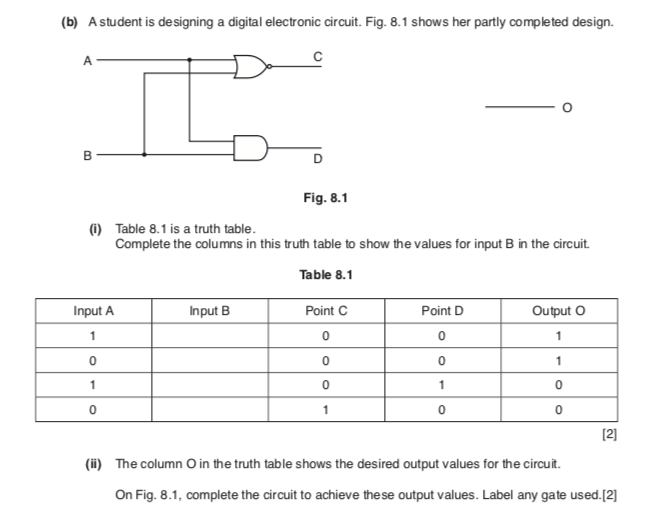 (b) A student is designing a digital electronic circuit. Fig. 8.1 shows her partly completed design.
A
C
O
B
D
Fig. 8.1
(i) Table 8.1 is a truth table.
Complete the columns in this truth table to show the values for input B in the circuit.
Table 8.1
Input A Input B Point C Point D Output O
1 0 0 1
0 0 0 1
1 0 1 0
0 1 0 0
[2]
(ii) The column O in the truth table shows the desired output values for the circuit.
On Fig. 8.1, complete the circuit to achieve these output values. Label any gate used.[2]